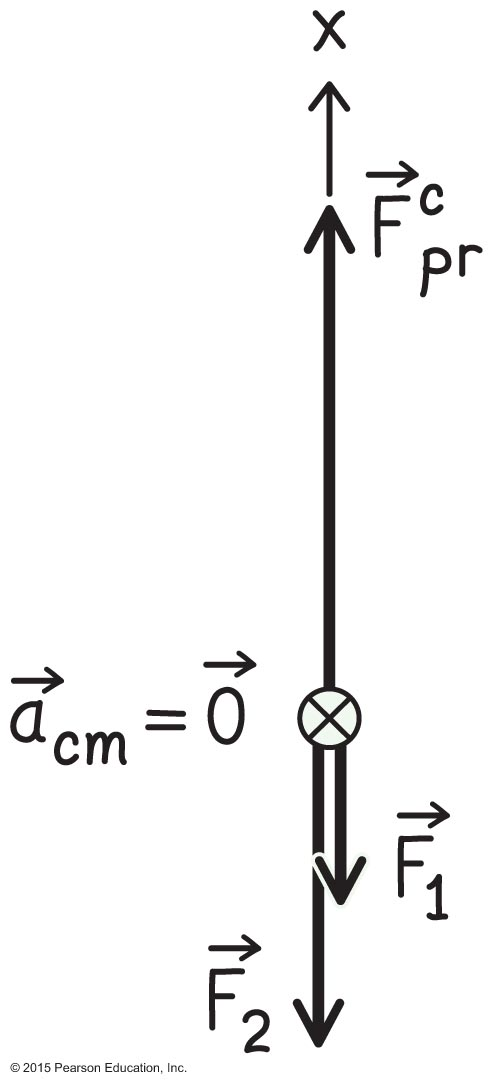 x
F⃗ᶜpr
a⃗cm = 0⃗
F⃗1
F⃗2
© 2015 Pearson Education, Inc.